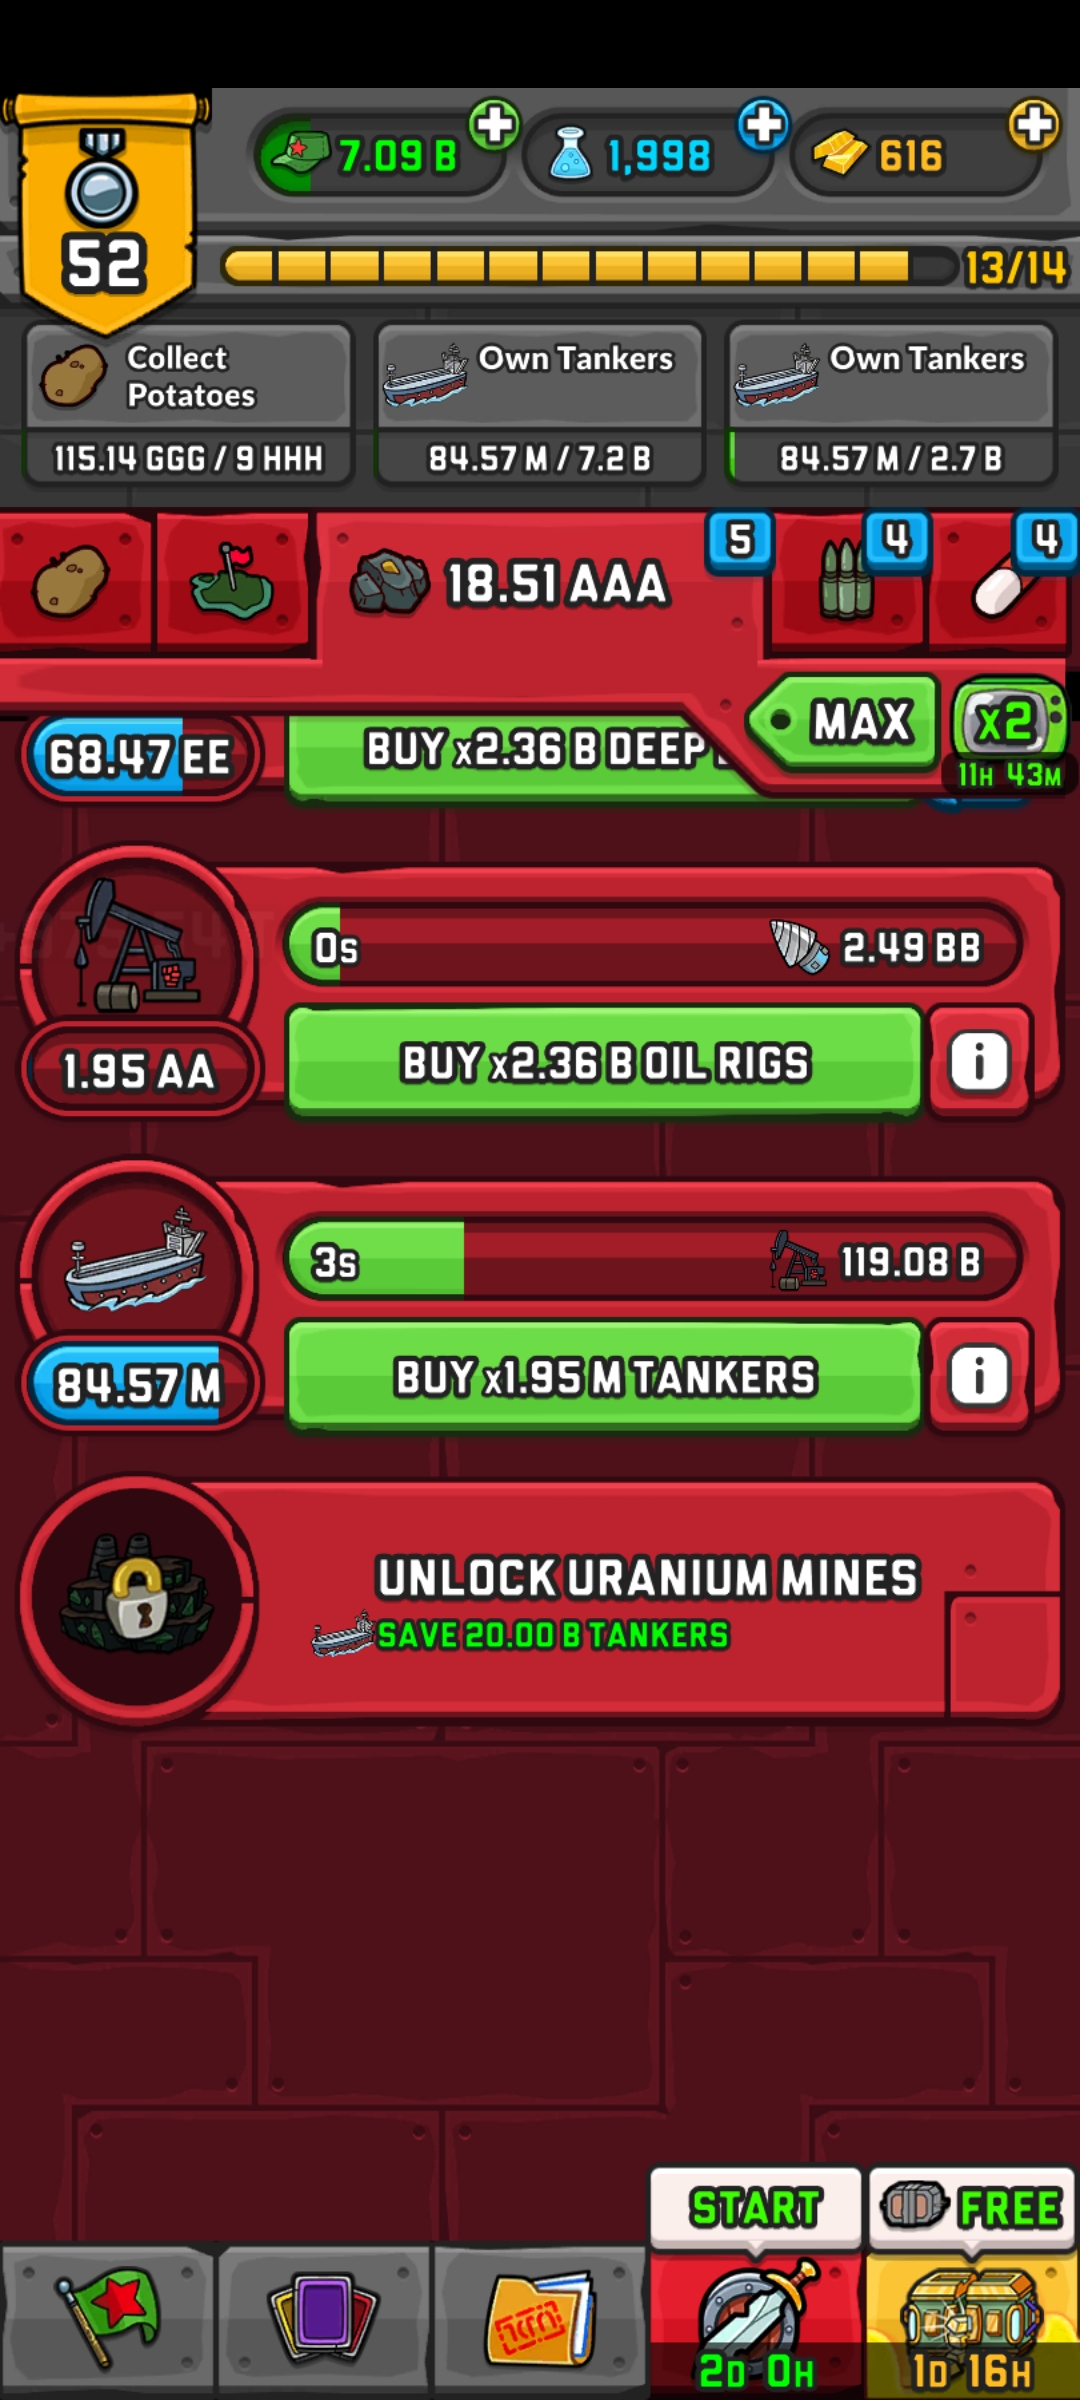 7.09 B
1,998
616
52
13/14
Collect
Potatoes
115.14 GGG / 9 HHH
Own Tankers
84.57 M / 7.2 B
Own Tankers
84.57 M / 2.7 B
18.51 AAA
5
4
4
MAX
x2
11H 43M
68.47 EE
BUY x2.36 B DEEP
0s
2.49 BB
1.95 AA
BUY x2.36 B OIL RIGS
i
3s
119.08 B
84.57 M
BUY x1.95 M TANKERS
i
UNLOCK URANIUM MINES
SAVE 20.00 B TANKERS
START
FREE
2D 0H
1D 16H